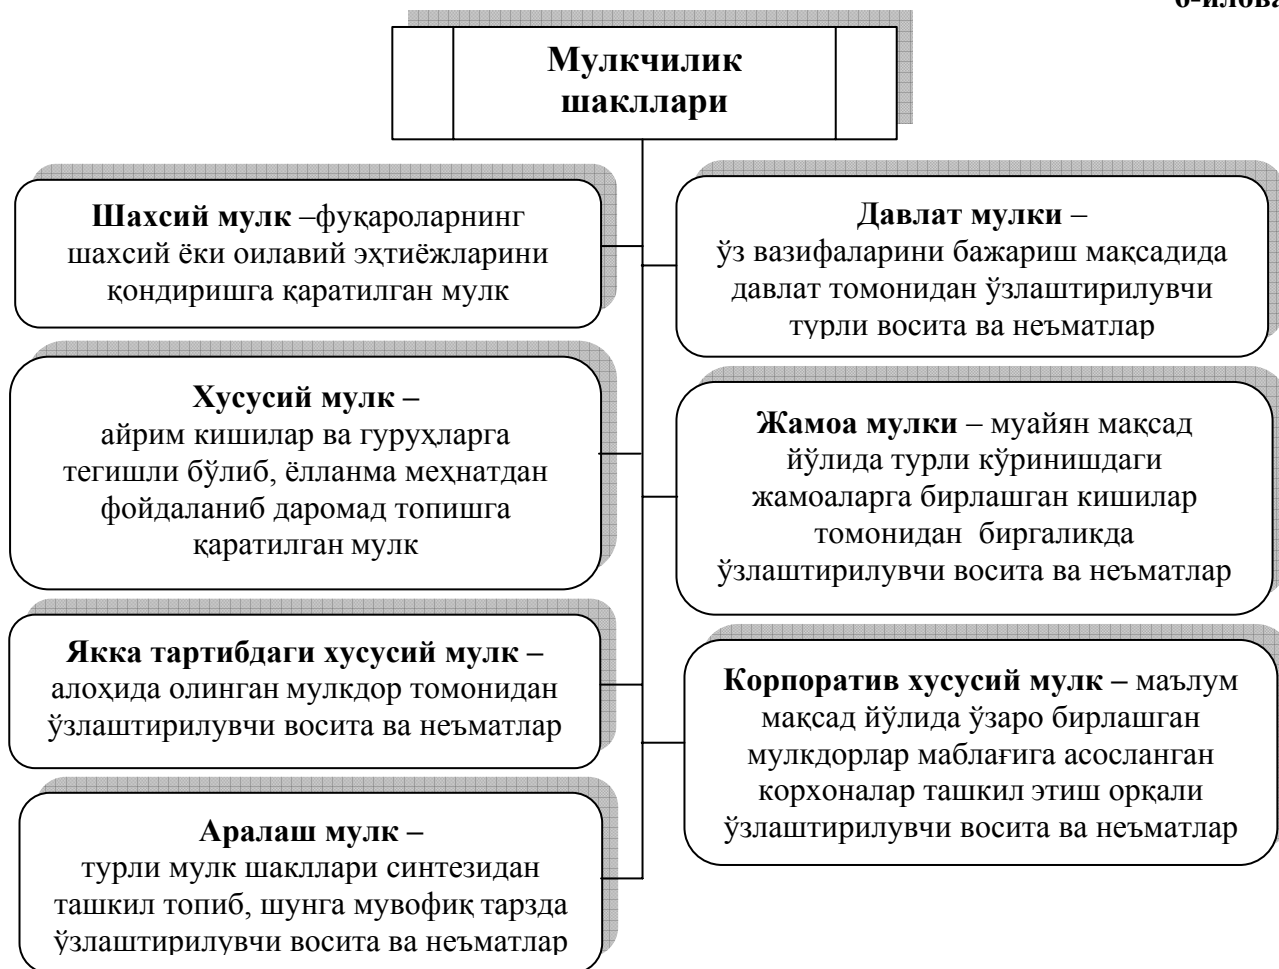 6-илова
Мулкчилик
шакллари
Шахсий мулк –фуқароларнинг
шахсий ёки оилавий эҳтиёжларини
қондиришга қаратилган мулк
Давлат мулки –
ўз вазифаларини бажариш мақсадида
давлат томонидан ўзлаштирилувчи
турли восита ва неъматлар
Хусусий мулк –
айрим кишилар ва гуруҳларга
тегишли бўлиб, ёлланма меҳнатдан
фойдаланиб даромад топишга
қаратилган мулк
Жамоа мулки – муайян мақсад
йўлида турли кўринишдаги
жамоаларга бирлашган кишилар
томонидан биргаликда
ўзлаштирилувчи восита ва неъматлар
Якка тартибдаги хусусий мулк –
алоҳида олинган мулкдор томонидан
ўзлаштирилувчи восита ва неъматлар
Корпоратив хусусий мулк – маълум
мақсад йўлида ўзаро бирлашган
мулкдорлар маблағига асосланган
корхоналар ташкил этиш орқали
ўзлаштирилувчи восита ва неъматлар
Аралаш мулк –
турли мулк шакллари синтезидан
ташкил топиб, шунга мувофиқ тарзда
ўзлаштирилувчи восита ва неъматлар